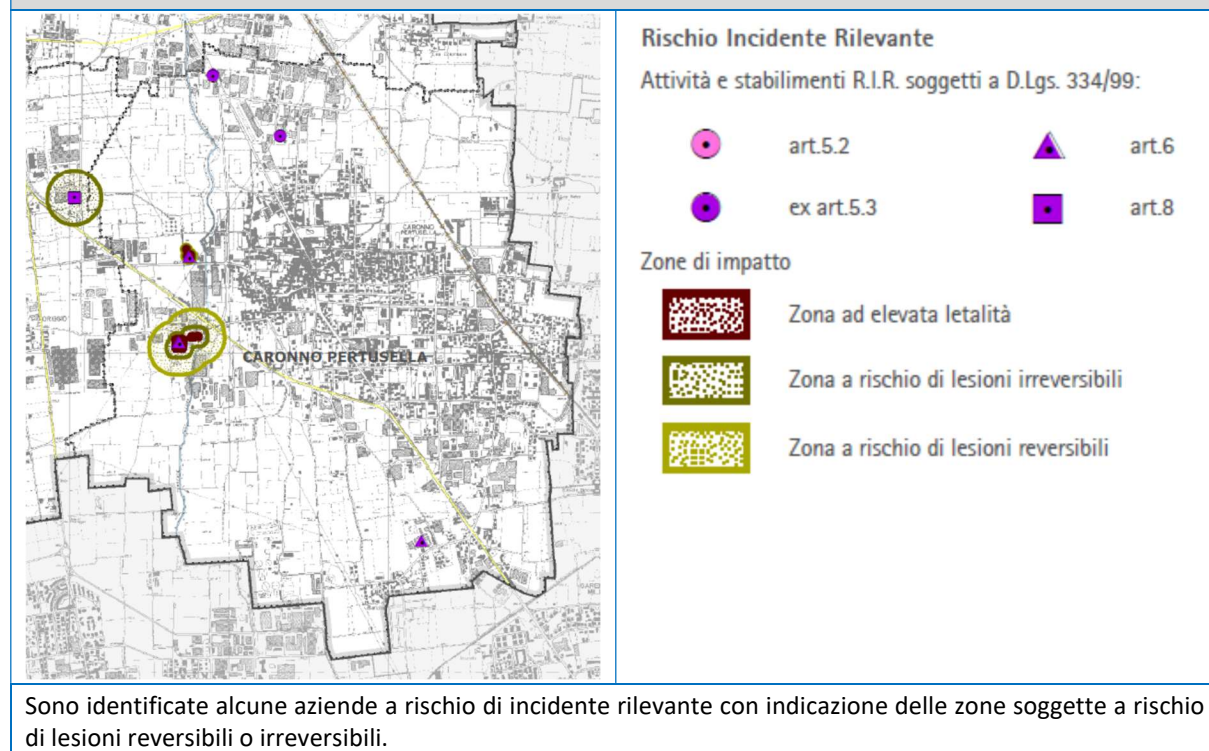 CARONNO
PERTUSELLA
CARONNO PERTUSELLA
Rischio Incidente Rilevante
Attività e stabilimenti R.I.R. soggetti a D.Lgs. 334/99:
art.5.2
art.6
ex art.5.3
art.8
Zone di impatto
Zona ad elevata letalità
Zona a rischio di lesioni irreversibili
Zona a rischio di lesioni reversibili
Sono identificate alcune aziende a rischio di incidente rilevante con indicazione delle zone soggette a rischio
di lesioni reversibili o irreversibili.